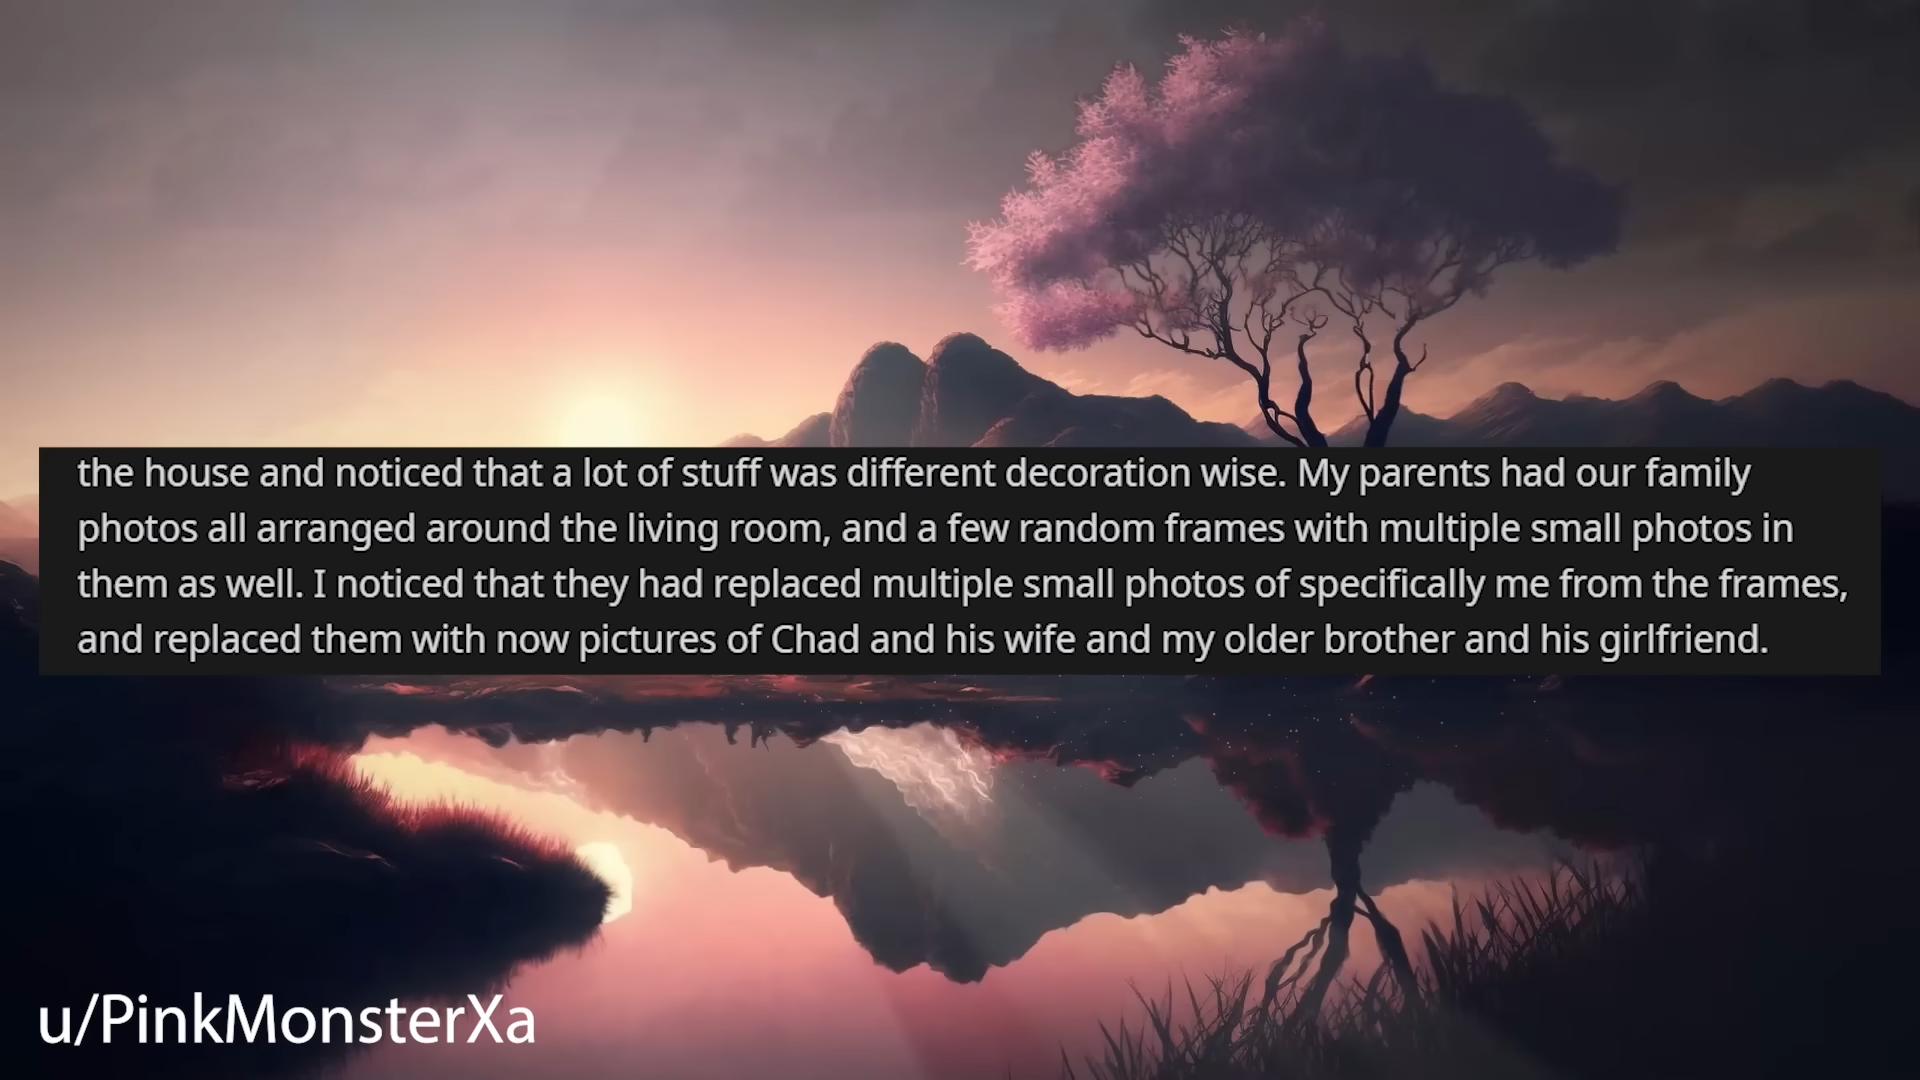 the house and noticed that a lot of stuff was different decoration wise. My parents had our family
photos all arranged around the living room, and a few random frames with multiple small photos in
them as well. I noticed that they had replaced multiple small photos of specifically me from the frames,
and replaced them with now pictures of Chad and his wife and my older brother and his girlfriend.
u/PinkMonsterXa